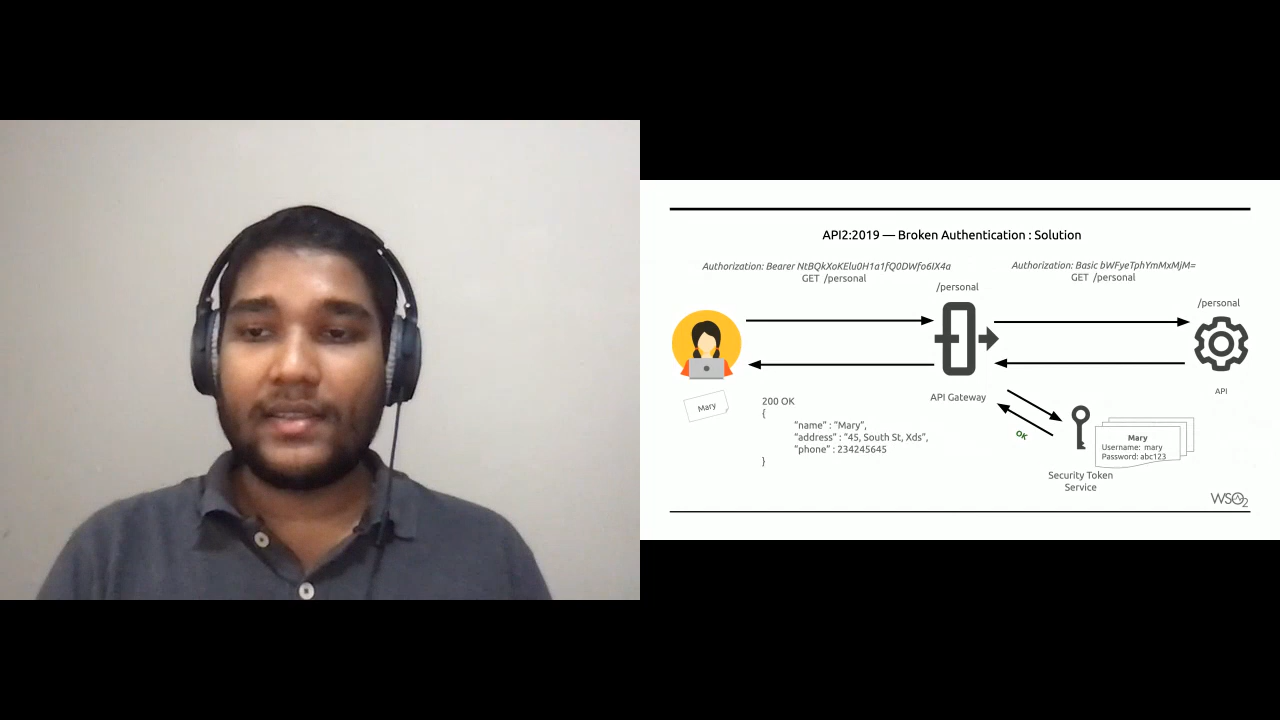 API2:2019 — Broken Authentication : Solution
Authorization: Bearer NtBQkXoKElu0H1a1fQ0DWfo6IX4a
GET /personal
Authorization: Basic bWFyeTphYmMxMjM=
GET /personal
/personal
/personal
Mary
200 OK
{
"name" : "Mary",
"address" : "45, South St, Xds",
"phone" : 234245645
}
API Gateway
API
OK
Mary
Username: mary
Password: abc123
Security Token
Service
WSO2